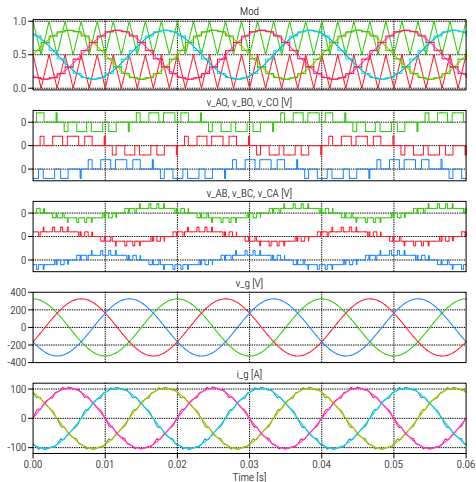 Mod
1.0
0.5
0.0
v_AO, v_BO, v_CO [V]
0
0
0
v_AB, v_BC, v_CA [V]
0
0
0
v_g [V]
400
200
0
-200
-400
i_g [A]
100
0
-100
0.00 0.01 0.02 0.03 0.04 0.05 0.06
Time [s]